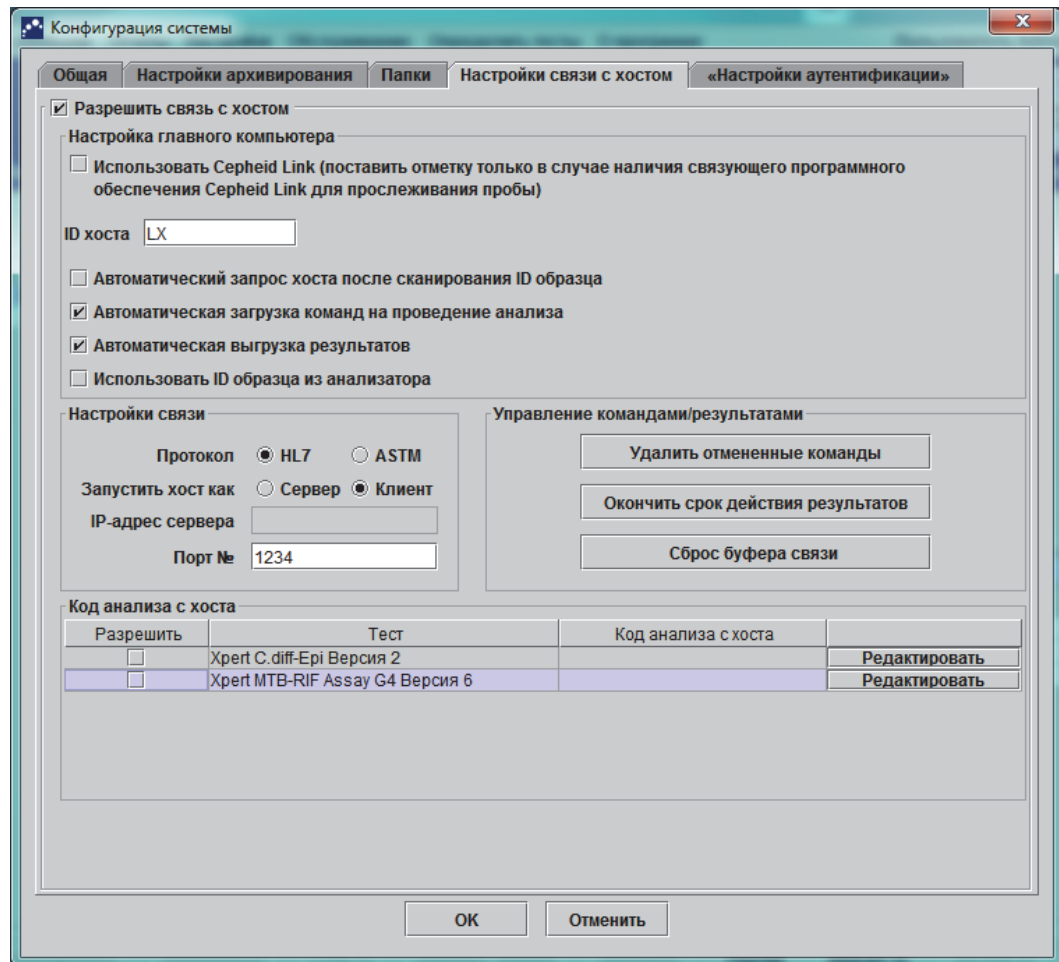 Конфигурация системы
Общая Настройки архивирования Папки Настройки связи с хостом «Настройки аутентификации»
Разрешить связь с хостом
Настройка главного компьютера
Использовать Cepheid Link (поставить отметку только в случае наличия связующего программного
обеспечения Cepheid Link для прослеживания пробы)
ID хоста LX
Автоматический запрос хоста после сканирования ID образца
Автоматическая загрузка команд на проведение анализа
Автоматическая выгрузка результатов
Использовать ID образца из анализатора
Настройки связи
Протокол HL7 ASTM
Запустить хост как Сервер Клиент
IP-адрес сервера
Порт № 1234
Управление командами/результатами
Удалить отмененные команды
Окончить срок действия результатов
Сброс буфера связи
Код анализа с хоста
Разрешить Тест Код анализа с хоста
Xpert C.diff-Epi Версия 2 Редактировать
Xpert MTB-RIF Assay G4 Версия 6 Редактировать
OK Отменить